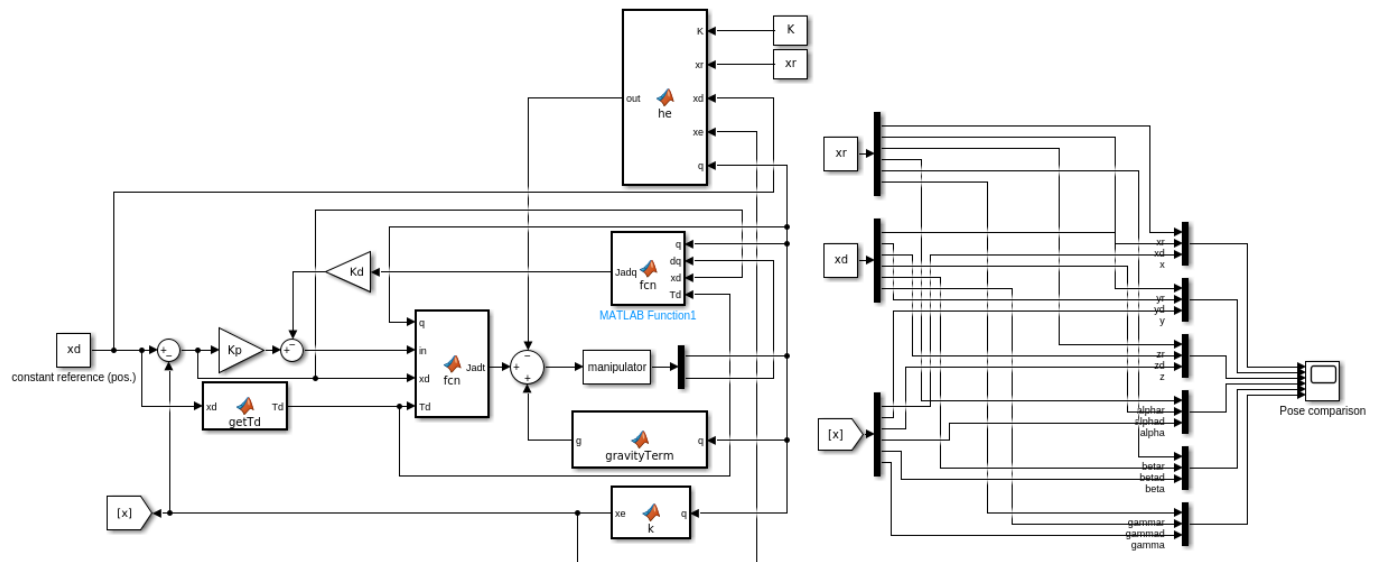 K
xr
xd
xe
q
out
he
K
xr
q
dq
xd
Td
Jadq
fcn
MATLAB Function1
Kd
xd
constant reference (pos.)
+
−
Kp
+
−
xd
Td
getTd
q
in
xd
Td
Jadt
fcn
−
+
+
manipulator
g
q
gravityTerm
[x]
xe
q
k
xr
xd
[x]
xr
xd
x
yr
yd
y
zr
zd
z
alphar
alphad
alpha
betar
betad
beta
gammar
gammad
gamma
Pose comparison